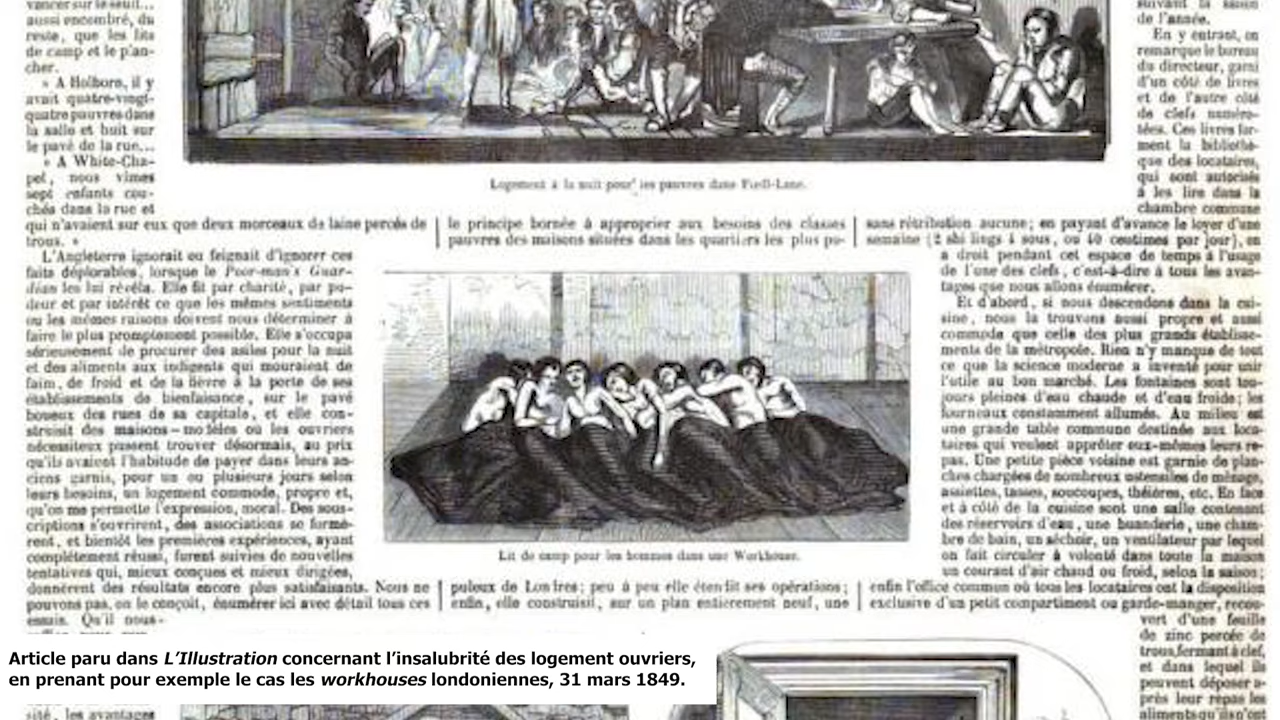 vancer sur le seuil...
aussi encombré, du
reste, que les lits
de camp et le plan-
cher.
» A Holborn, il y
avait quatre-vingt-
quatre pauvres dans
la salle et huit sur
le pavé de la rue...
» A White-Cha-
pel, nous vîmes
sept enfants cou-
chés dans la rue et
qui n'avaient sur eux que deux morceaux de laine percés de
trous. »
L'Angleterre ignorait ou feignait d'ignorer ces
faits déplorables, lorsque le Poor-man's Guar-
dian les lui révéla. Elle fit par charité, par pu-
deur et par intérêt ce que les mêmes sentiments
ou les mêmes raisons doivent nous déterminer à
faire le plus promptement possible. Elle s'occupa
sérieusement de procurer des asiles pour la nuit
et des aliments aux indigents qui mouraient de
faim, de froid et de la fièvre à la porte de ses
établissements de bienfaisance, sur le pavé
boueux des rues de sa capitale, et elle con-
struisit des maisons-modèles où les ouvriers
nécessiteux pussent trouver désormais, au prix
qu'ils avaient l'habitude de payer dans leurs an-
ciens garnis, pour un ou plusieurs jours selon
leurs besoins, un logement commode, propre et,
qu'on me permette l'expression, moral. Des sous-
criptions s'ouvrirent, des associations se formè-
rent, et bientôt les premières expériences, ayant
complètement réussi, furent suivies de nouvelles
tentatives qui, mieux conçues et mieux dirigées,
donnèrent des résultats encore plus satisfaisants. Nous ne
pouvons pas, on le conçoit, énumérer ici avec détail tous ces
essais. Qu'il nous
sité, les avantages
Logement à la nuit pour les pauvres dans Field-Lane.
le principe bornée à approprier aux besoins des classes
pauvres des maisons situées dans les quartiers les plus po-
Lit de camp pour les hommes dans une Workhouse.
puleux de Londres; peu à peu elle étendit ses opérations;
enfin, elle construisit, sur un plan entièrement neuf, une
suivant la saison
de l'année.
En y entrant, on
remarque le bureau
du directeur, garni
d'un côté de livres
et de l'autre côté
de clefs numéro-
tées. Ces livres for-
ment la bibliothè-
que des locataires,
qui sont autorisés
à les lire dans la
chambre commune
sans rétribution aucune; en payant d'avance le loyer d'une
semaine (2 shillings 4 sous, ou 40 centimes par jour), on
a droit pendant cet espace de temps à l'usage
de l'une des clefs, c'est-à-dire à tous les avan-
tages que nous allons énumérer.
Et d'abord, si nous descendons dans la cui-
sine, nous la trouvons aussi propre et aussi
commode que celle des plus grands établisse-
ments de la métropole. Rien n'y manque de tout
ce que la science moderne a inventé pour unir
l'utile au bon marché. Les fontaines sont tou-
jours pleines d'eau chaude et d'eau froide; les
fourneaux constamment allumés. Au milieu est
une grande table commune destinée aux loca-
taires qui veulent apprêter eux-mêmes leurs re-
pas. Une petite pièce voisine est garnie de plan-
ches chargées de nombreux ustensiles de ménage,
assiettes, tasses, soucoupes, théières, etc. En face
et à côté de la cuisine sont une salle contenant
des réservoirs d'eau, une buanderie, une cham-
bre de bain, un séchoir, un ventilateur par lequel
on fait circuler à volonté dans toute la maison
un courant d'air chaud ou froid, selon la saison;
enfin l'office commun où tous les locataires ont la disposition
exclusive d'un petit compartiment ou garde-manger, recou-
vert d'une feuille
de zinc percée de
trous, fermant à clef,
et dans lequel ils
peuvent déposer a-
près leur repas les
aliments qu'ils n'ont
Article paru dans L'Illustration concernant l'insalubrité des logement ouvriers,
en prenant pour exemple le cas les workhouses londoniennes, 31 mars 1849.